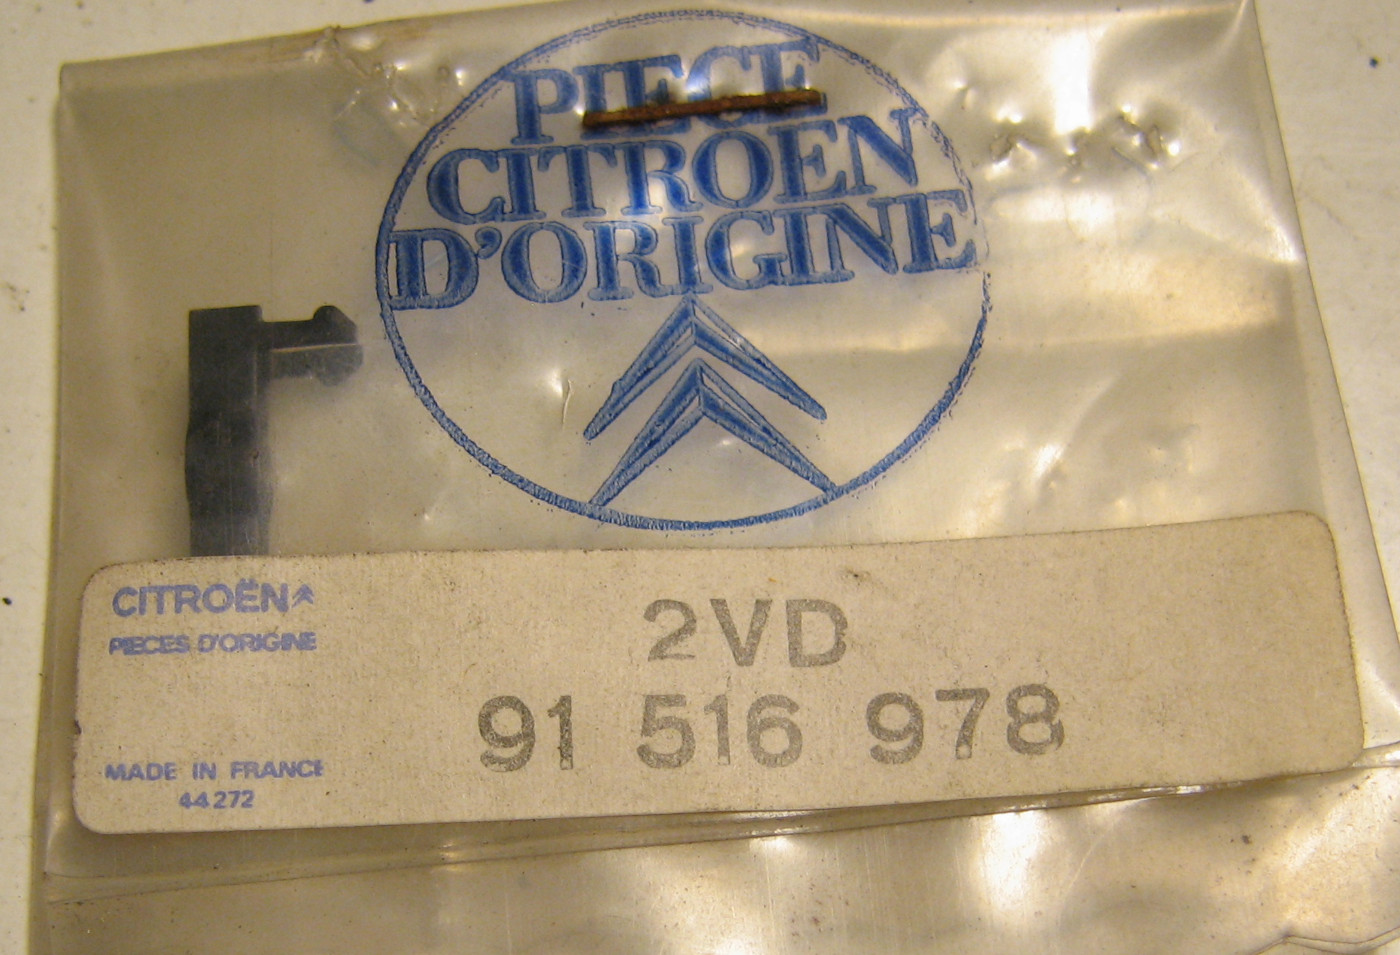 PIECE
CITROEN
D'ORIGINE
CITROËN
PIECES D'ORIGINE
2VD
91 516 978
MADE IN FRANCE
44272